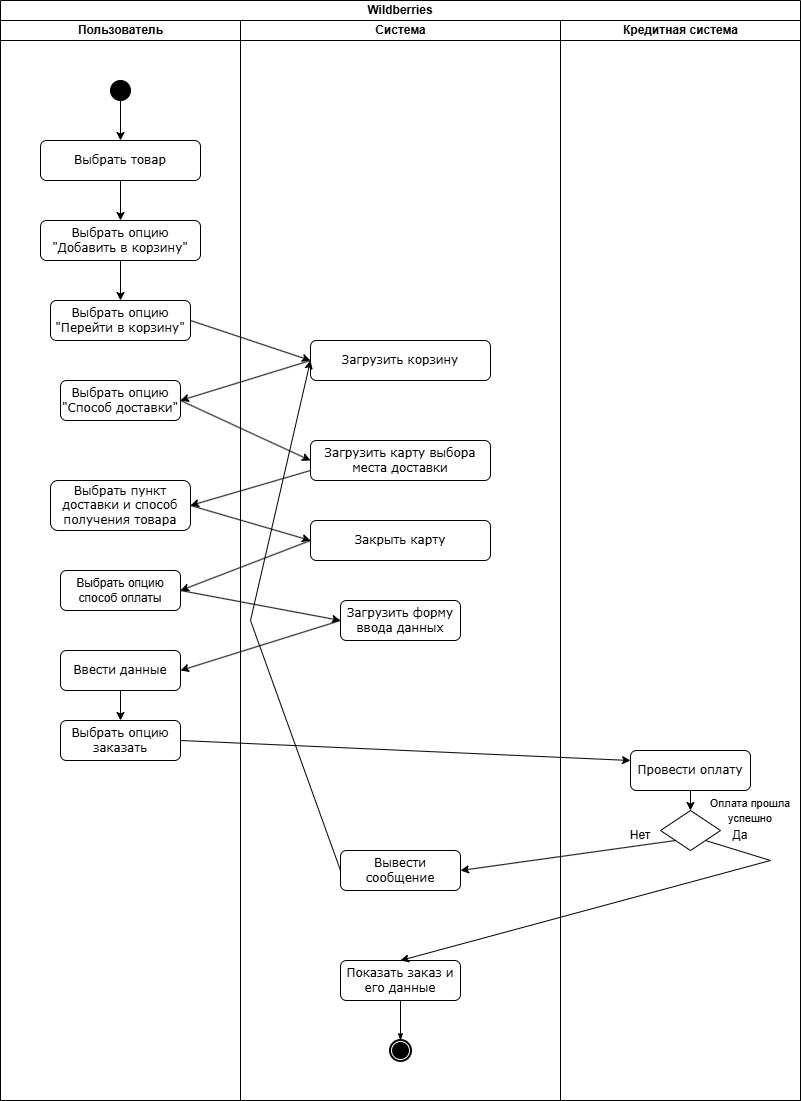 Wildberries
Пользователь
Система
Кредитная система
Выбрать товар
Выбрать опцию
"Добавить в корзину"
Выбрать опцию
"Перейти в корзину"
Загрузить корзину
Выбрать опцию
"Способ доставки"
Загрузить карту выбора
места доставки
Выбрать пункт
доставки и способ
получения товара
Закрыть карту
Выбрать опцию
способ оплаты
Загрузить форму
ввода данных
Ввести данные
Выбрать опцию
заказать
Провести оплату
Оплата прошла
успешно
Нет
Да
Вывести
сообщение
Показать заказ и
его данные